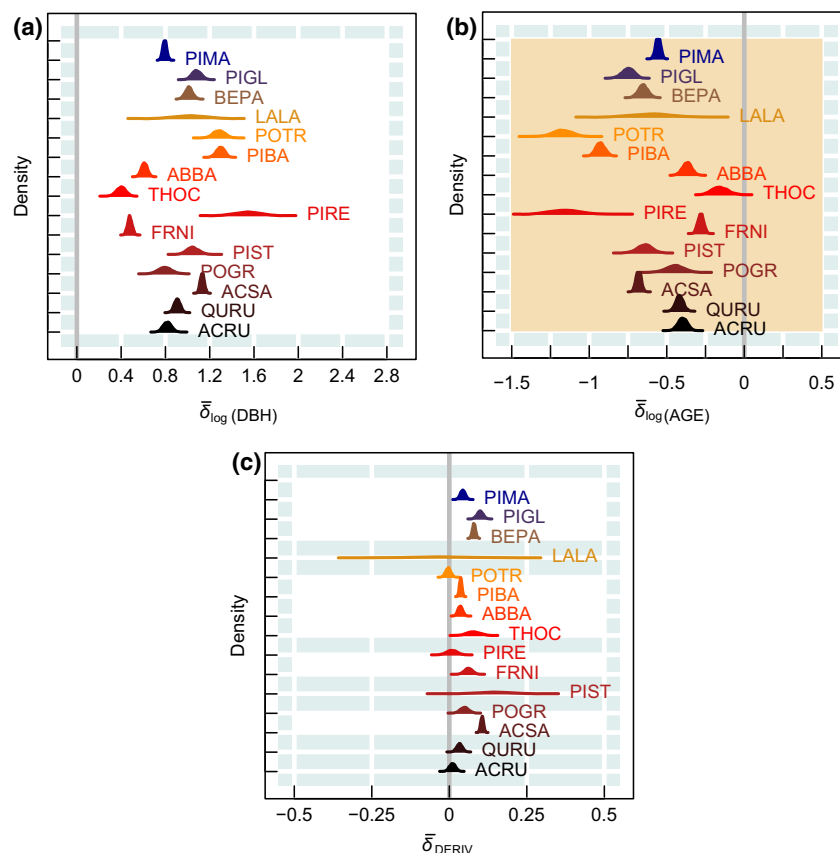 (a)
Density
PIMA
PIGL
BEPA
LALA
POTR
PIBA
ABBA
THOC
PIRE
FRNI
PIST
POGR
ACSA
QURU
ACRU
0 0.4 1.2 2 2.4 2.8
δ̄log (DBH)
(b)
Density
PIMA
PIGL
BEPA
LALA
POTR
PIBA
ABBA
THOC
PIRE
FRNI
PIST
POGR
ACSA
QURU
ACRU
−1.5 −1 −0.5 0 0.5
δ̄log(AGE)
(c)
Density
PIMA
PIGL
BEPA
LALA
POTR
PIBA
ABBA
THOC
PIRE
FRNI
PIST
POGR
ACSA
QURU
ACRU
−0.5 −0.25 0 0.25 0.5
δ̄DERIV